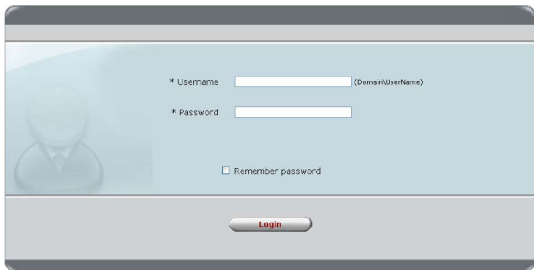 * Username (Domain\UserName)
* Password
Remember password
Login